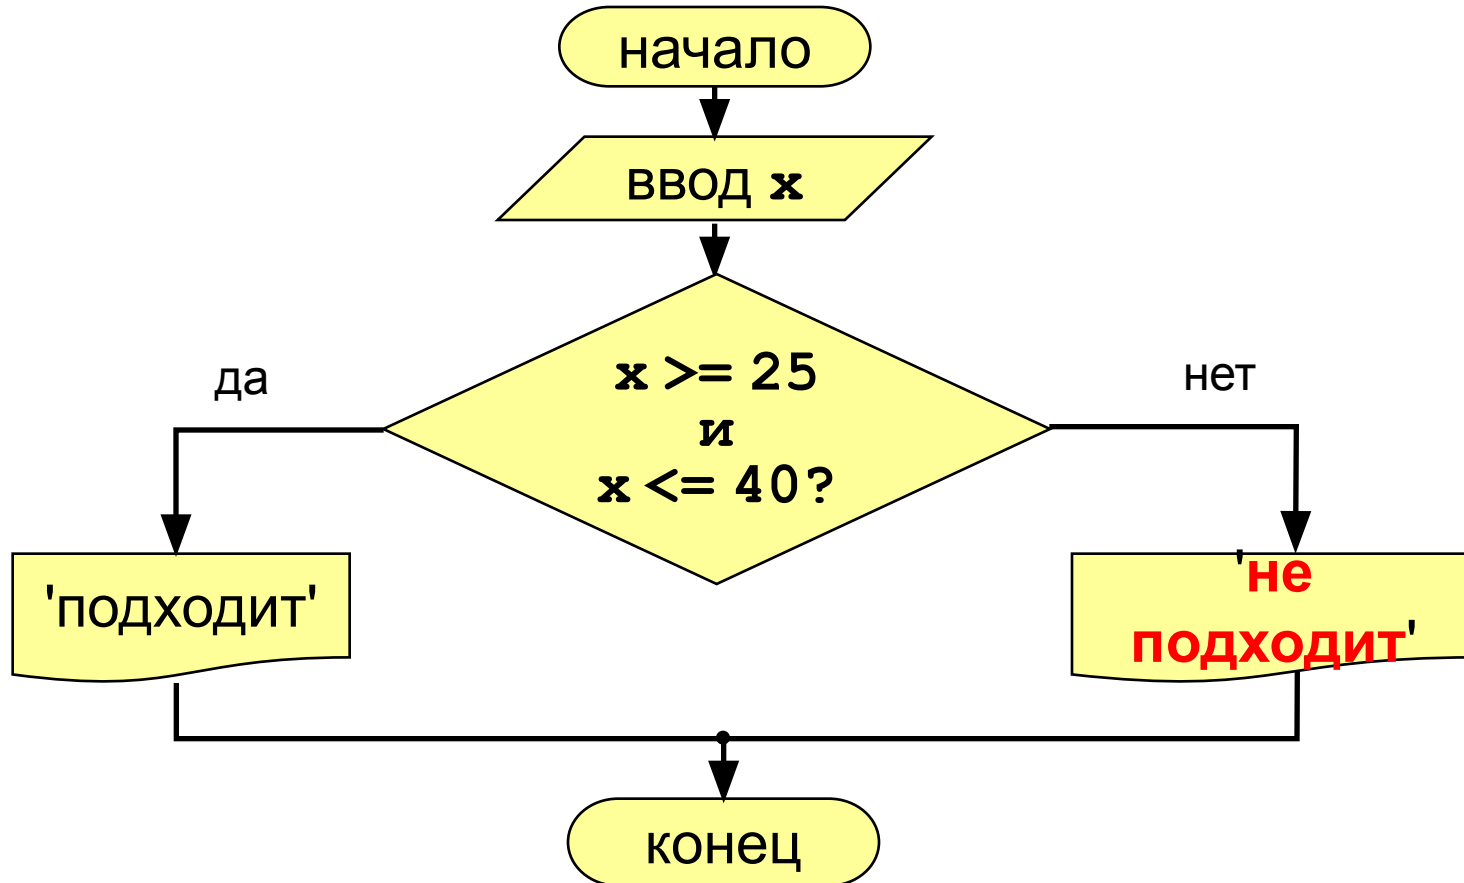 начало
ввод x
x >= 25
и
x <= 40?
да
нет
'подходит'
'не
подходит'
конец